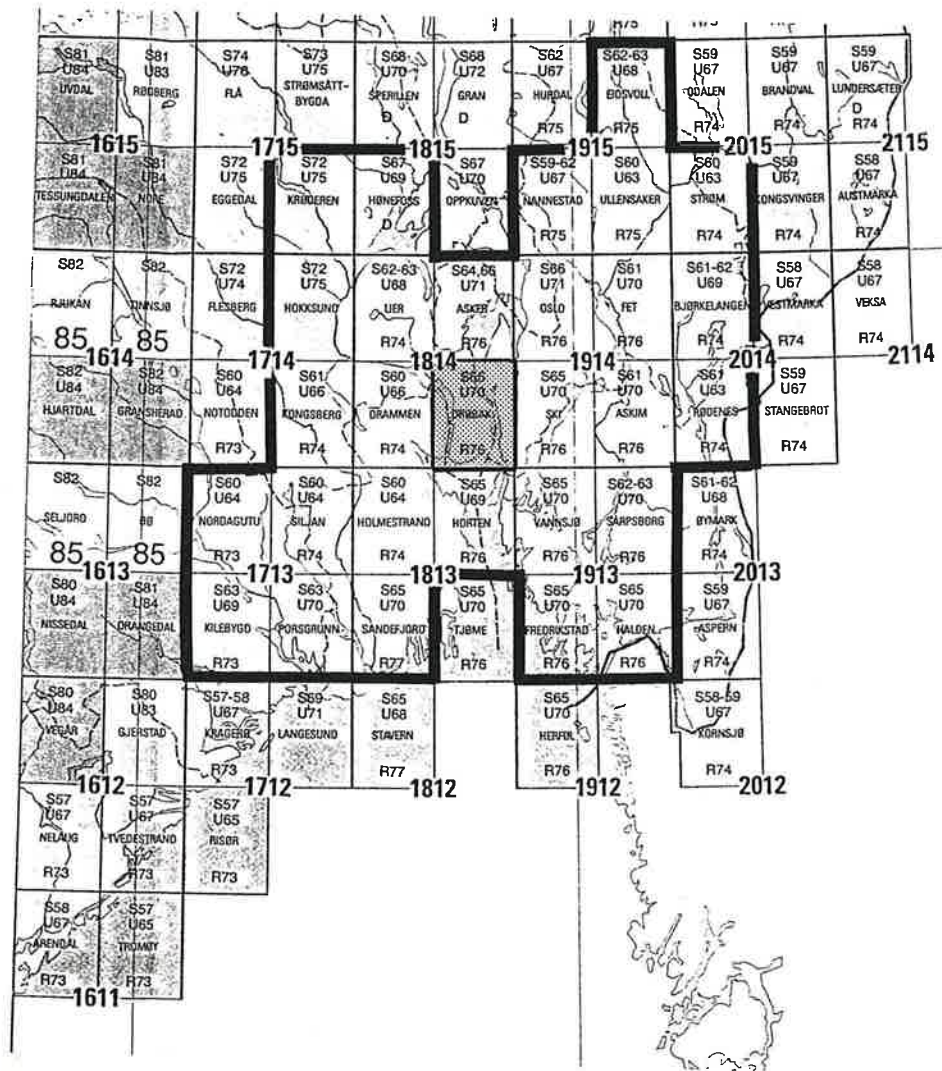 R75 R75 R74
S81 S81 S74 S73 S68 S68 S62 S62-63 S59 S59 S59
U84 U83 U76 U75 U70 U72 U67 U68 U67 U67 U67
UVDAL RØDBERG FLÅ STRØMSÅTT- SPERILLEN GRAN HURDAL EIDSVOLL ODALEN BRANDVAL LUNDERSÆTER
BYGDA
D D D
R75 R75 R74 R74 R74
1615 1715 1815 1915 2015 2115
S81 S81 S72 S72 S67 S67 S59-62 S60 S60 S59 S58
U84 U84 U75 U75 U69 U70 U67 U63 U63 U67 U67
TESSUNGDALEN NORE EGGEDAL KRØDEREN HØNEFOSS OPPKUVEN NANNESTAD ULLENSAKER STRØM KONGSVINGER AUSTMARKA
D
R75 R75 R74 R74 R74
S82 S82 S72 S72 S62-63 S64,66 S66 S61 S61-62 S58 S58
U74 U75 U68 U71 U71 U70 U69 U67 U67
RJUKAN TINNSJØ FLESBERG HOKKSUND LIER ASKER OSLO FET BJØRKELANGEN VESTMARKA VEKSA
85 85
R74 R76 R76 R76 R74 R74 R74
1614 1714 1814 1914 2014 2114
S82 S82 S60 S61 S60 S65 S65 S61 S61 S59
U84 U84 U64 U66 U66 U70 U70 U70 U63 U67
HJARTDAL GRANSHERAD NOTODDEN KONGSBERG DRAMMEN DRØBAK SKI ASKIM RØDENES STANGEBROT
R73 R74 R74 R76 R76 R76 R74 R74
S82 S82 S60 S60 S60 S65 S65 S62-63 S61-62
U64 U64 U64 U69 U70 U70 U68
SELJORD BØ NORDAGUTU SILJAN HOLMESTRAND HORTEN VANNSJØ SARPSBORG ØYMARK
85 85
R73 R74 R74 R76 R76 R76 R74
1613 1713 1813 1913 2013
S80 S81 S63 S63 S65 S65 S65 S65 S59
U84 U84 U69 U70 U70 U70 U70 U70 U67
NISSEDAL DRANGEDAL KILEBYGD PORSGRUNN SANDEFJORD TJØME FREDRIKSTAD HALDEN ASPERN
R73 R77 R76 R76 R76 R74
S80 S80 S57-58 S69 S65 S65 S58-59
U84 U83 U67 U71 U68 U70 U67
VEGÅR GJERSTAD KRAGERØ LANGESUND STAVERN HERFØL KORNSJØ
R73 R77 R76 R74
1612 1712 1812 1912 2012
S57 S57 S57
U67 U67 U65
NELAUG TVEDESTRAND RISØR
R73 R73 R73
S58 S57
U67 U65
ARENDAL TROMØY
R73 R73
1611